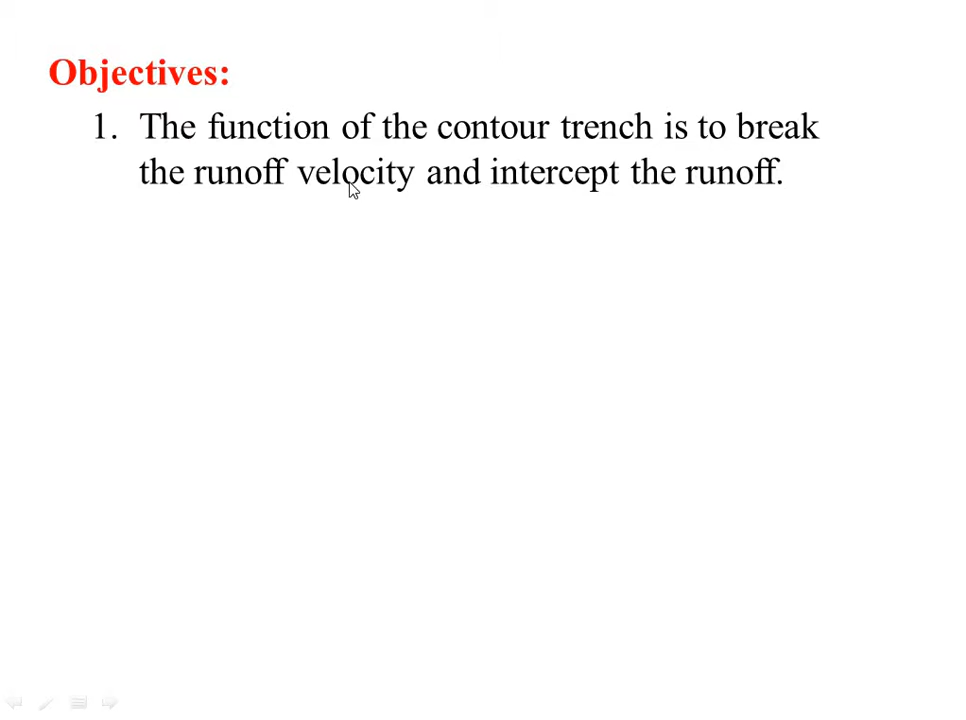 Objectives:
1. The function of the contour trench is to break
the runoff velocity and intercept the runoff.